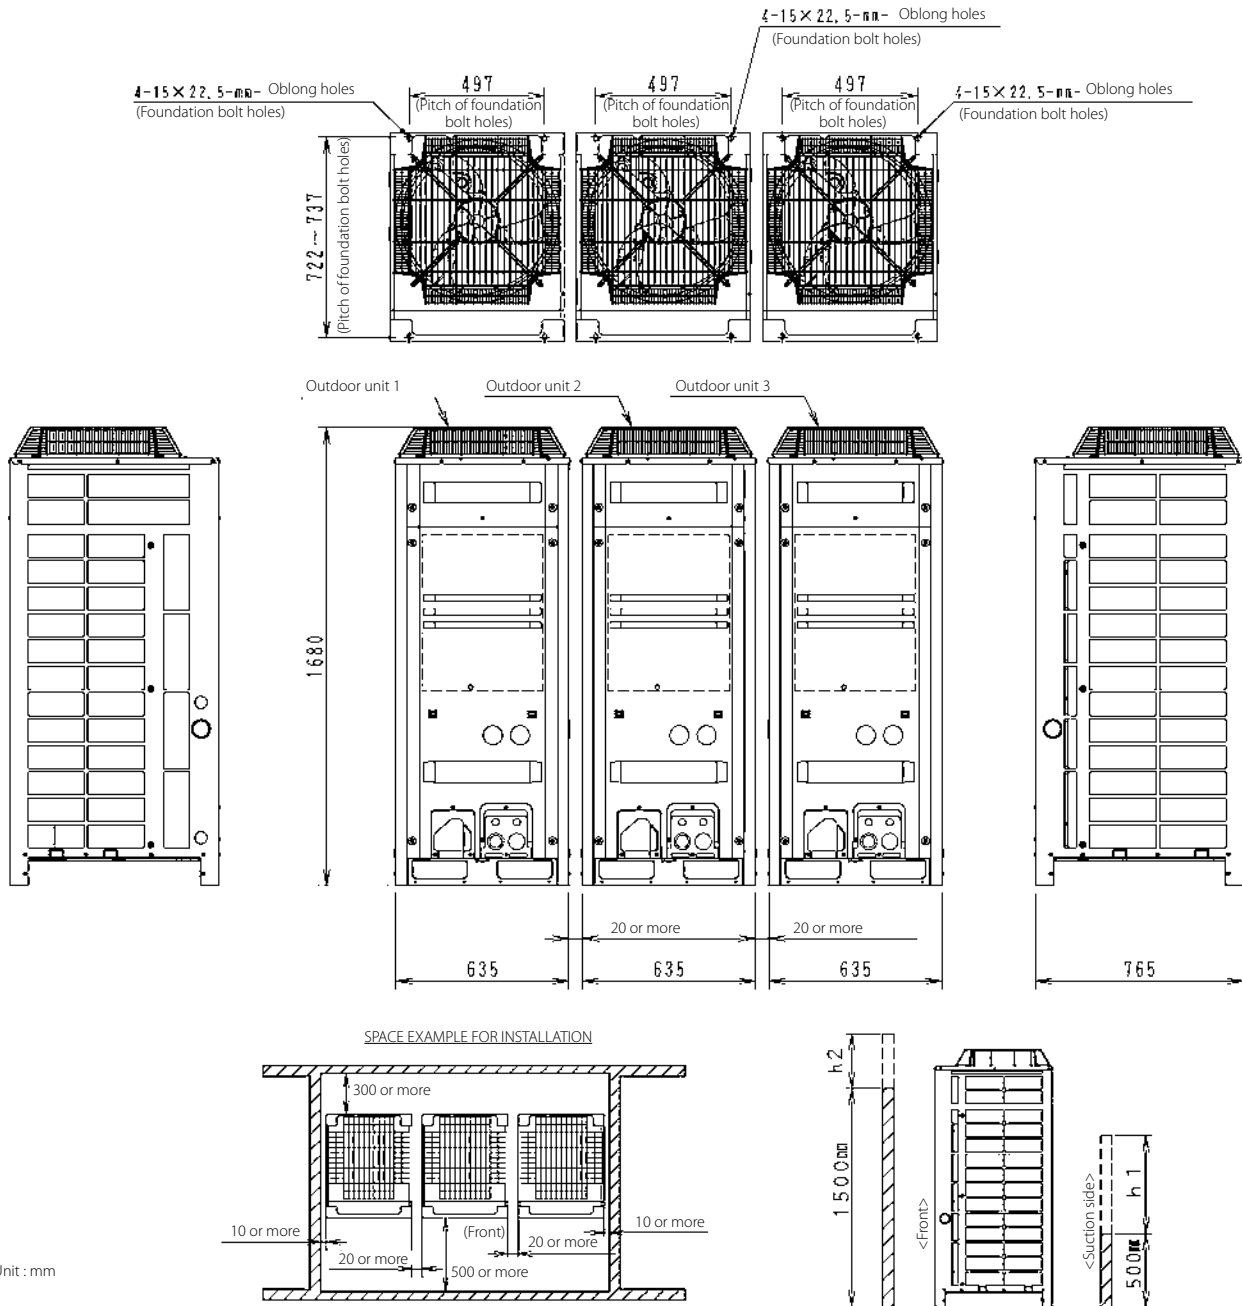 4-15×22.5-mm- Oblong holes
(Foundation bolt holes)
4-15×22.5-mm- Oblong holes
(Foundation bolt holes)
4-15×22.5-mm- Oblong holes
(Foundation bolt holes)
497
(Pitch of foundation
bolt holes)
497
(Pitch of foundation
bolt holes)
497
(Pitch of foundation
bolt holes)
722~737
(Pitch of foundation bolt holes)
Outdoor unit 1
Outdoor unit 2
Outdoor unit 3
1680
20 or more
20 or more
635
635
635
765
SPACE EXAMPLE FOR INSTALLATION
300 or more
10 or more
(Front)
10 or more
20 or more
20 or more
500 or more
h2
1500mm
<Front>
<Suction side>
h1
500mm
Unit : mm